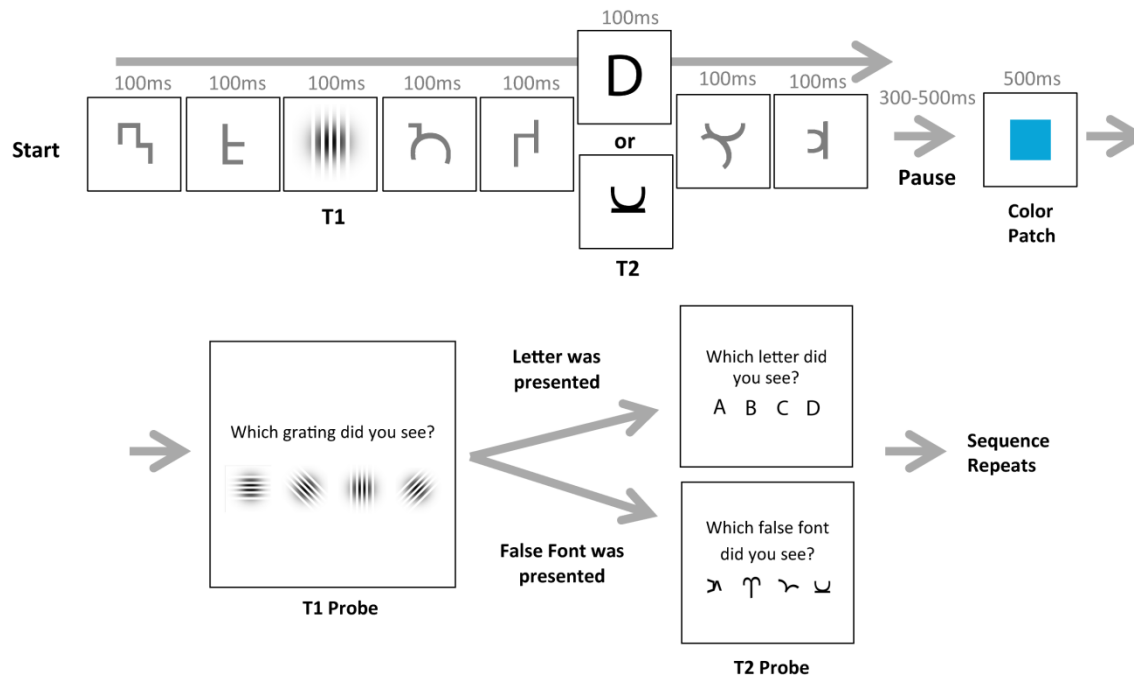 100ms
100ms 100ms 100ms 100ms 100ms 100ms 100ms
300-500ms
500ms
Start
D
or
Pause
T1
T2
Color
Patch
Letter was
presented
Which letter did
you see?
A B C D
Which grating did you see?
Sequence
Repeats
False Font was
presented
Which false font
did you see?
T1 Probe
T2 Probe